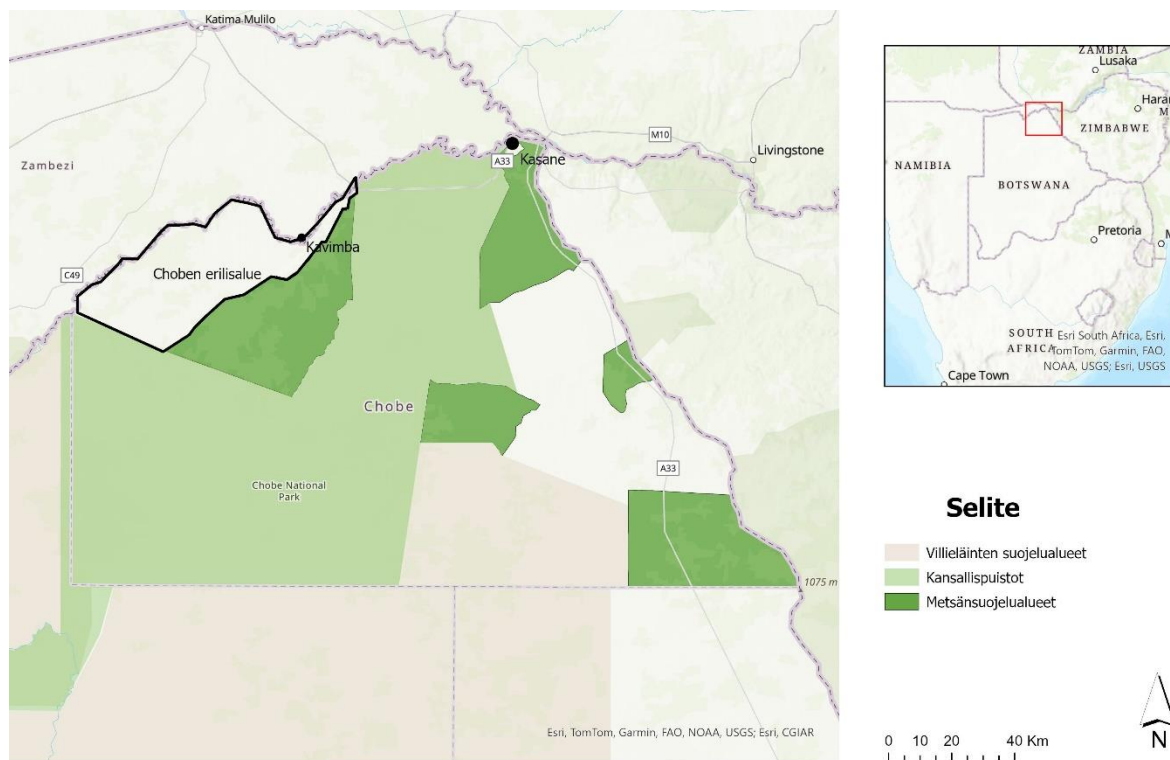 Katima Mulilo
Zambezi
M10
Livingstone
A33
Kasane
Kavimba
C49
Choben erilisalue
Chobe
Chobe National
Park
A33
1075 m
Esri, TomTom, Garmin, FAO, NOAA, USGS; Esri, CGIAR
ZAMBIA
Lusaka
ZIMBABWE
NAMIBIA
BOTSWANA
Pretoria
SOUTH
AFRICA
Esri South Africa, Esri,
TomTom, Garmin, FAO,
NOAA, USGS; Esri, USGS
Cape Town
Selite
Villieläinten suojelualueet
Kansallispuistot
Metsänsuojelualueet
0 10 20 40 Km
N